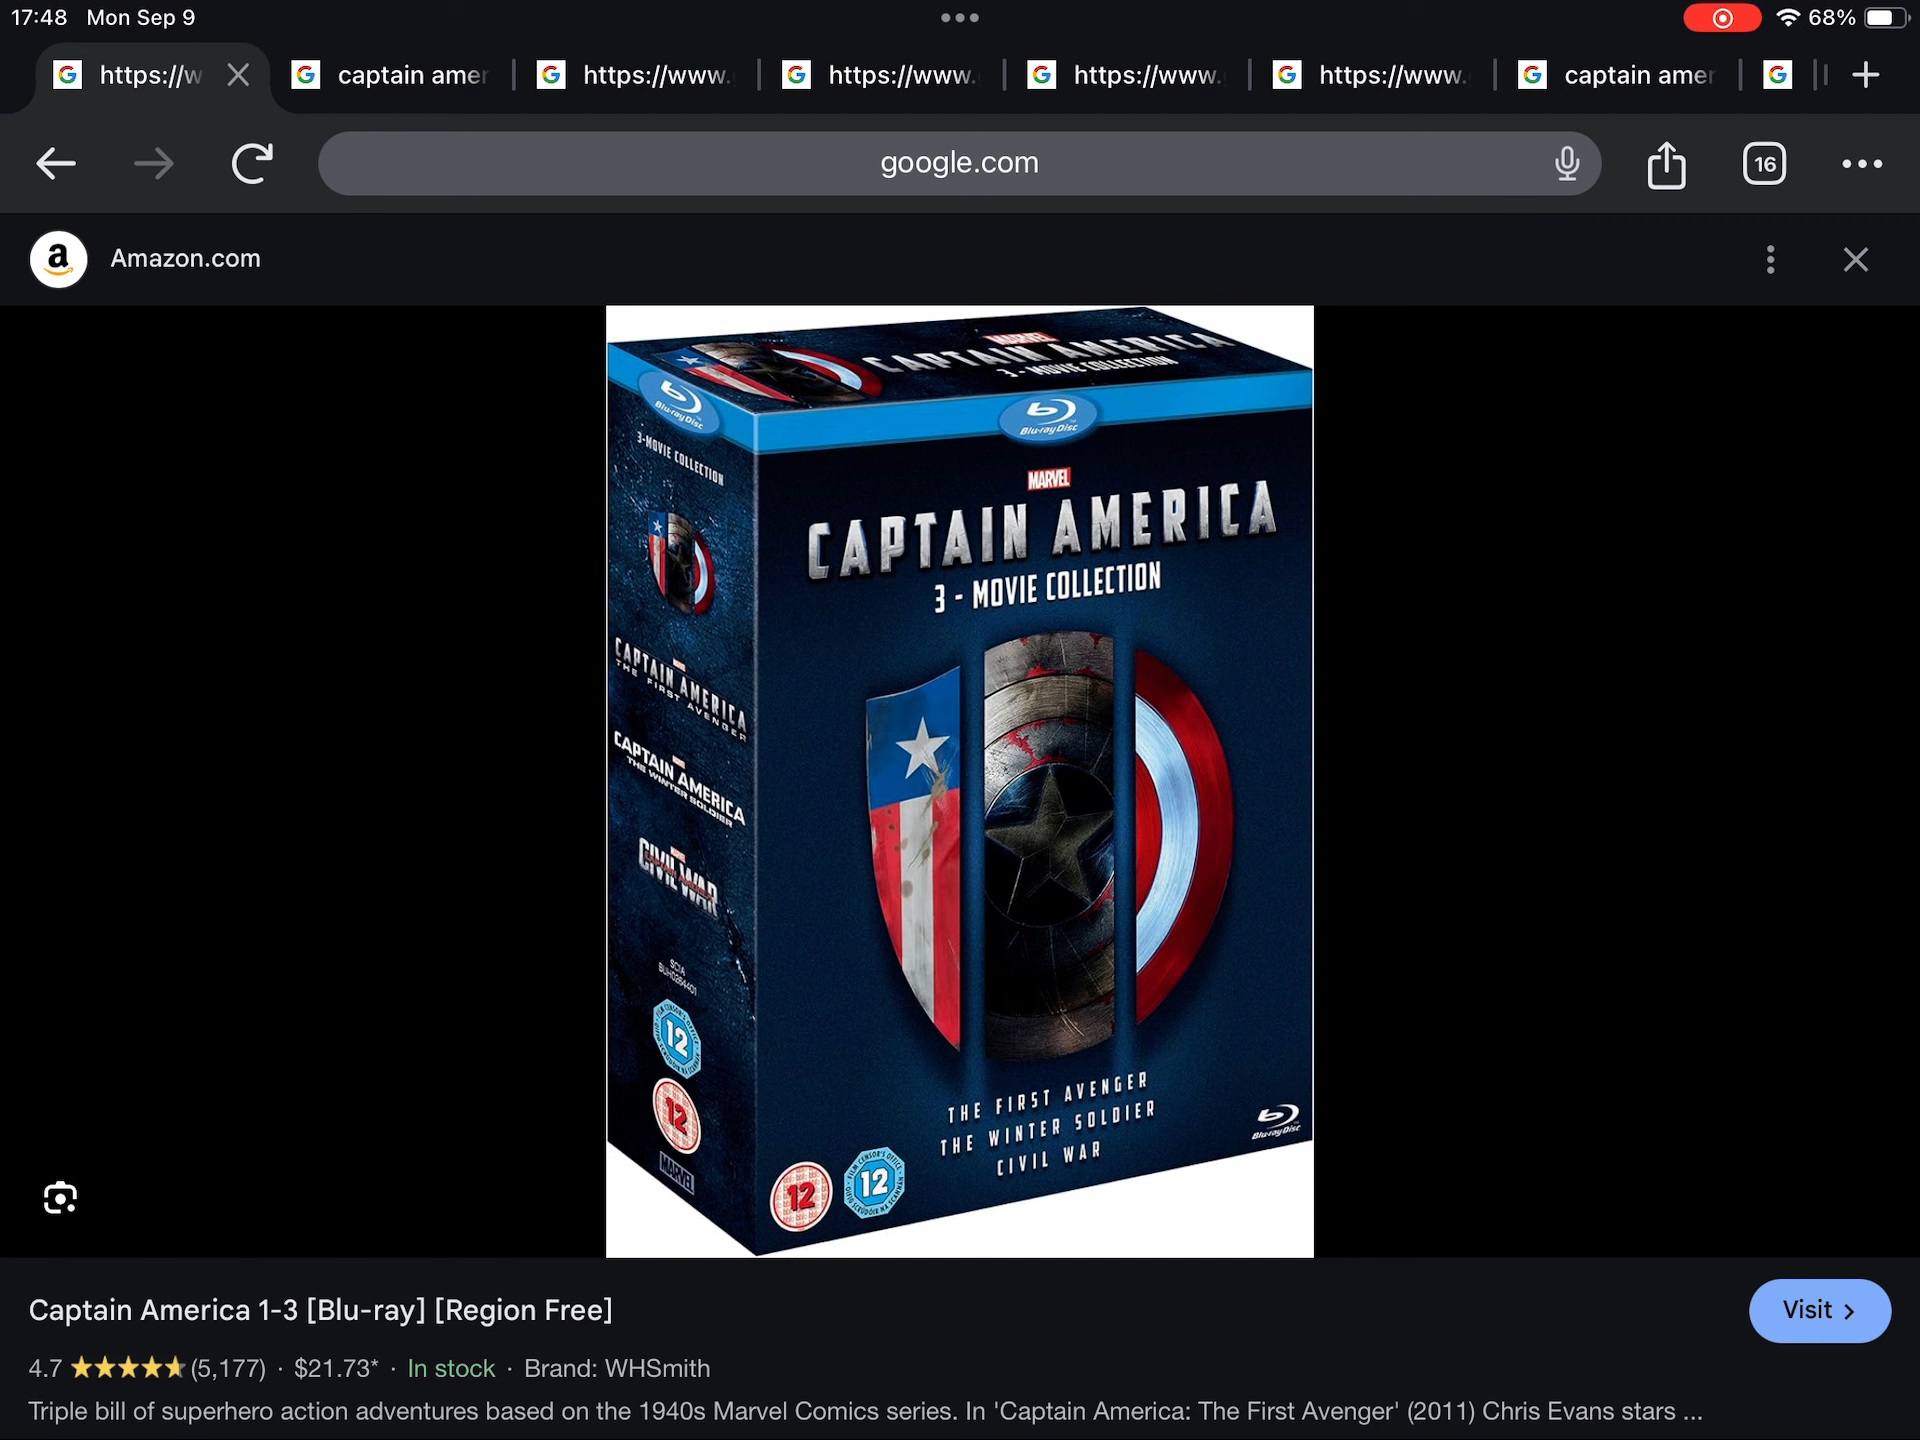 17:48 Mon Sep 9
68%
https://w
captain amer
https://www.
https://www.
https://www.
https://www.
captain amer
google.com
16
Amazon.com
MARVEL
CAPTAIN AMERICA
3 - MOVIE COLLECTION
Blu-ray Disc
Blu-ray Disc
3-MOVIE COLLECTION
MARVEL
CAPTAIN AMERICA
3 - MOVIE COLLECTION
CAPTAIN AMERICA
THE FIRST AVENGER
CAPTAIN AMERICA
THE WINTER SOLDIER
CIVIL WAR
12
12
MARVEL
THE FIRST AVENGER
THE WINTER SOLDIER
CIVIL WAR
Blu-ray Disc
12
12
Captain America 1-3 [Blu-ray] [Region Free]
Visit
4.7 (5,177) · $21.73* · In stock · Brand: WHSmith
Triple bill of superhero action adventures based on the 1940s Marvel Comics series. In 'Captain America: The First Avenger' (2011) Chris Evans stars ...